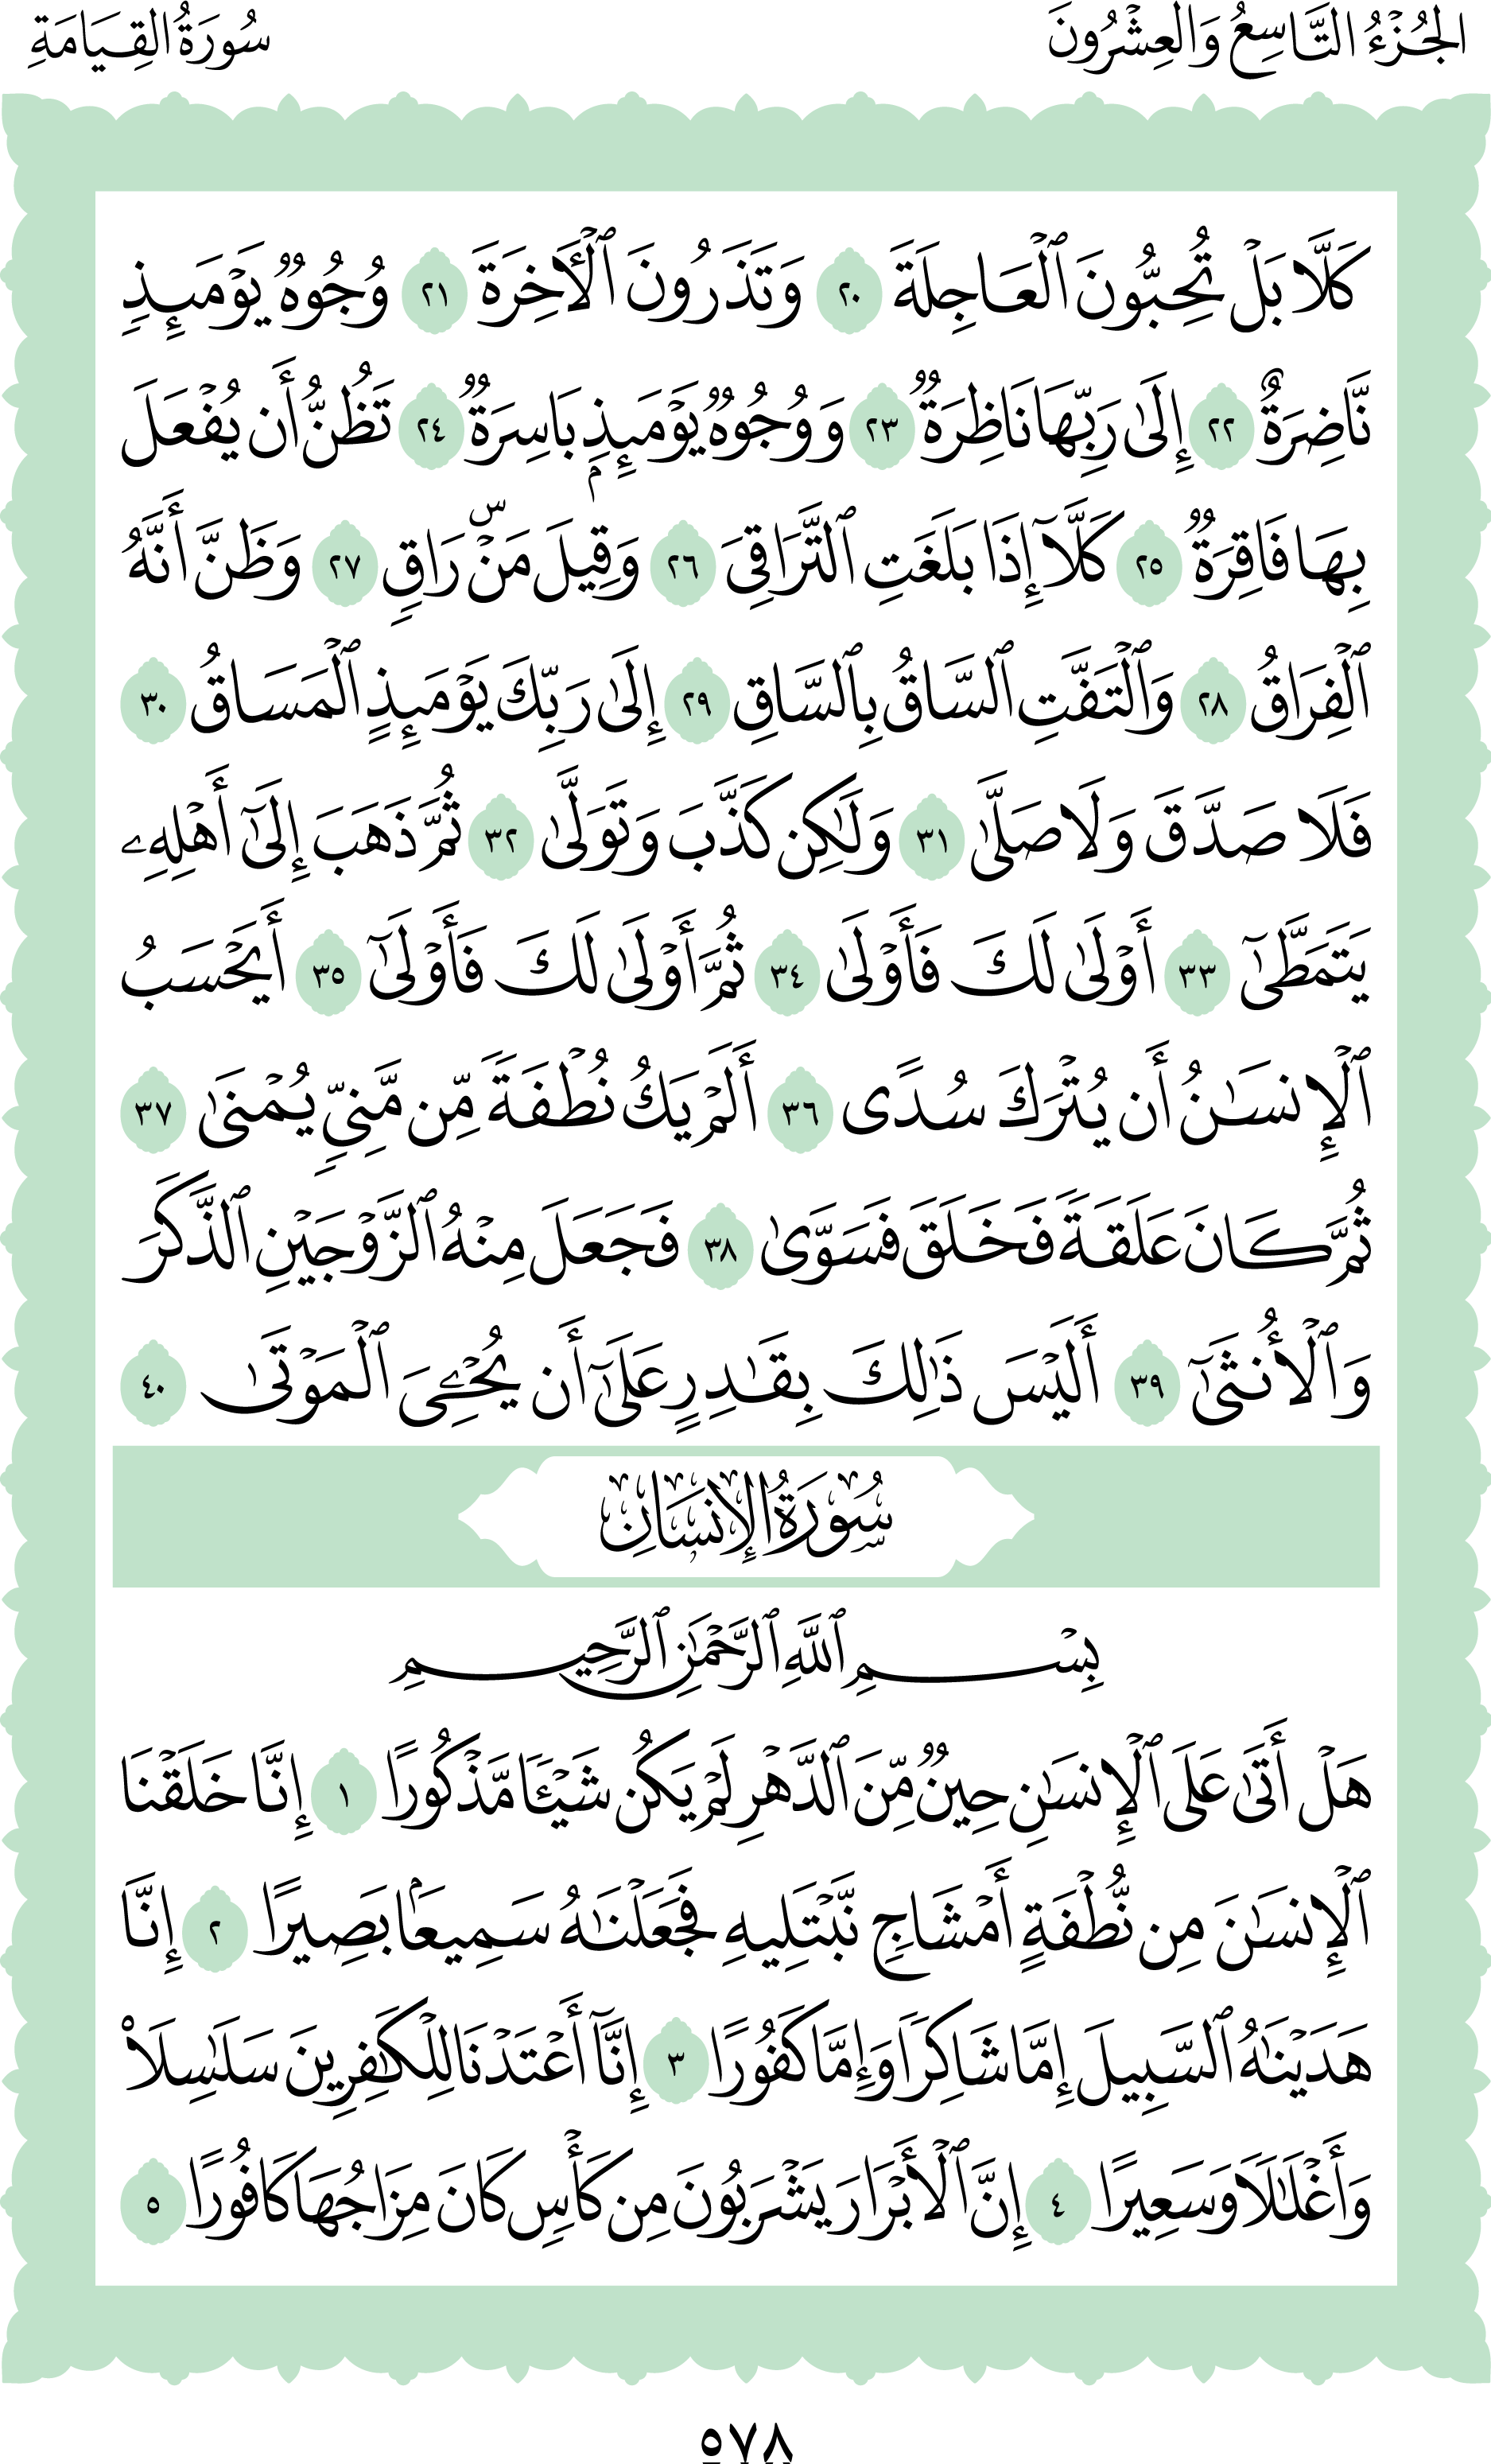 الجُزْءُ التَّاسِعُ وَالعِشْرُونَ
سُورَةُ القِيَامَةِ
كَلَّا بَلۡ تُحِبُّونَ ٱلۡعَاجِلَةَ ٢٠ وَتَذَرُونَ ٱلۡأٓخِرَةَ ٢١ وُجُوهٞ يَوۡمَئِذٖ
نَّاضِرَةٌ ٢٢ إِلَىٰ رَبِّهَا نَاظِرَةٞ ٢٣ وَوُجُوهٞ يَوۡمَئِذِۭ بَاسِرَةٞ ٢٤ تَظُنُّ أَن يُفۡعَلَ
بِهَا فَاقِرَةٞ ٢٥ كَلَّآ إِذَا بَلَغَتِ ٱلتَّرَاقِيَ ٢٦ وَقِيلَ مَنۡۜ رَاقٖ ٢٧ وَظَنَّ أَنَّهُ
ٱلۡفِرَاقُ ٢٨ وَٱلۡتَفَّتِ ٱلسَّاقُ بِٱلسَّاقِ ٢٩ إِلَىٰ رَبِّكَ يَوۡمَئِذٍ ٱلۡمَسَاقُ ٣٠
فَلَا صَدَّقَ وَلَا صَلَّىٰ ٣١ وَلَٰكِن كَذَّبَ وَتَوَلَّىٰ ٣٢ ثُمَّ ذَهَبَ إِلَىٰٓ أَهۡلِهِۦ
يَتَمَطَّىٰٓ ٣٣ أَوۡلَىٰ لَكَ فَأَوۡلَىٰ ٣٤ ثُمَّ أَوۡلَىٰ لَكَ فَأَوۡلَىٰٓ ٣٥ أَيَحۡسَبُ
ٱلۡإِنسَٰنُ أَن يُتۡرَكَ سُدًى ٣٦ أَلَمۡ يَكُ نُطۡفَةٗ مِّن مَّنِيّٖ يُمۡنَىٰ ٣٧
ثُمَّ كَانَ عَلَقَةٗ فَخَلَقَ فَسَوَّىٰ ٣٨ فَجَعَلَ مِنۡهُ ٱلزَّوۡجَيۡنِ ٱلذَّكَرَ
وَٱلۡأُنثَىٰٓ ٣٩ أَلَيۡسَ ذَٰلِكَ بِقَٰدِرٍ عَلَىٰٓ أَن يُحۡـِۧيَ ٱلۡمَوۡتَىٰ ٤٠
سُورَةُ الإِنسَانِ
بِسۡمِ ٱللَّهِ ٱلرَّحۡمَٰنِ ٱلرَّحِيمِ
هَلۡ أَتَىٰ عَلَى ٱلۡإِنسَٰنِ حِينٞ مِّنَ ٱلدَّهۡرِ لَمۡ يَكُن شَيۡـٔٗا مَّذۡكُورًا ١ إِنَّا خَلَقۡنَا
ٱلۡإِنسَٰنَ مِن نُّطۡفَةٍ أَمۡشَاجٖ نَّبۡتَلِيهِ فَجَعَلۡنَٰهُ سَمِيعَۢا بَصِيرًا ٢ إِنَّا
هَدَيۡنَٰهُ ٱلسَّبِيلَ إِمَّا شَاكِرٗا وَإِمَّا كَفُورًا ٣ إِنَّآ أَعۡتَدۡنَا لِلۡكَٰفِرِينَ سَلَٰسِلَاْ
وَأَغۡلَٰلٗا وَسَعِيرًا ٤ إِنَّ ٱلۡأَبۡرَارَ يَشۡرَبُونَ مِن كَأۡسٖ كَانَ مِزَاجُهَا كَافُورًا ٥
٥٧٨